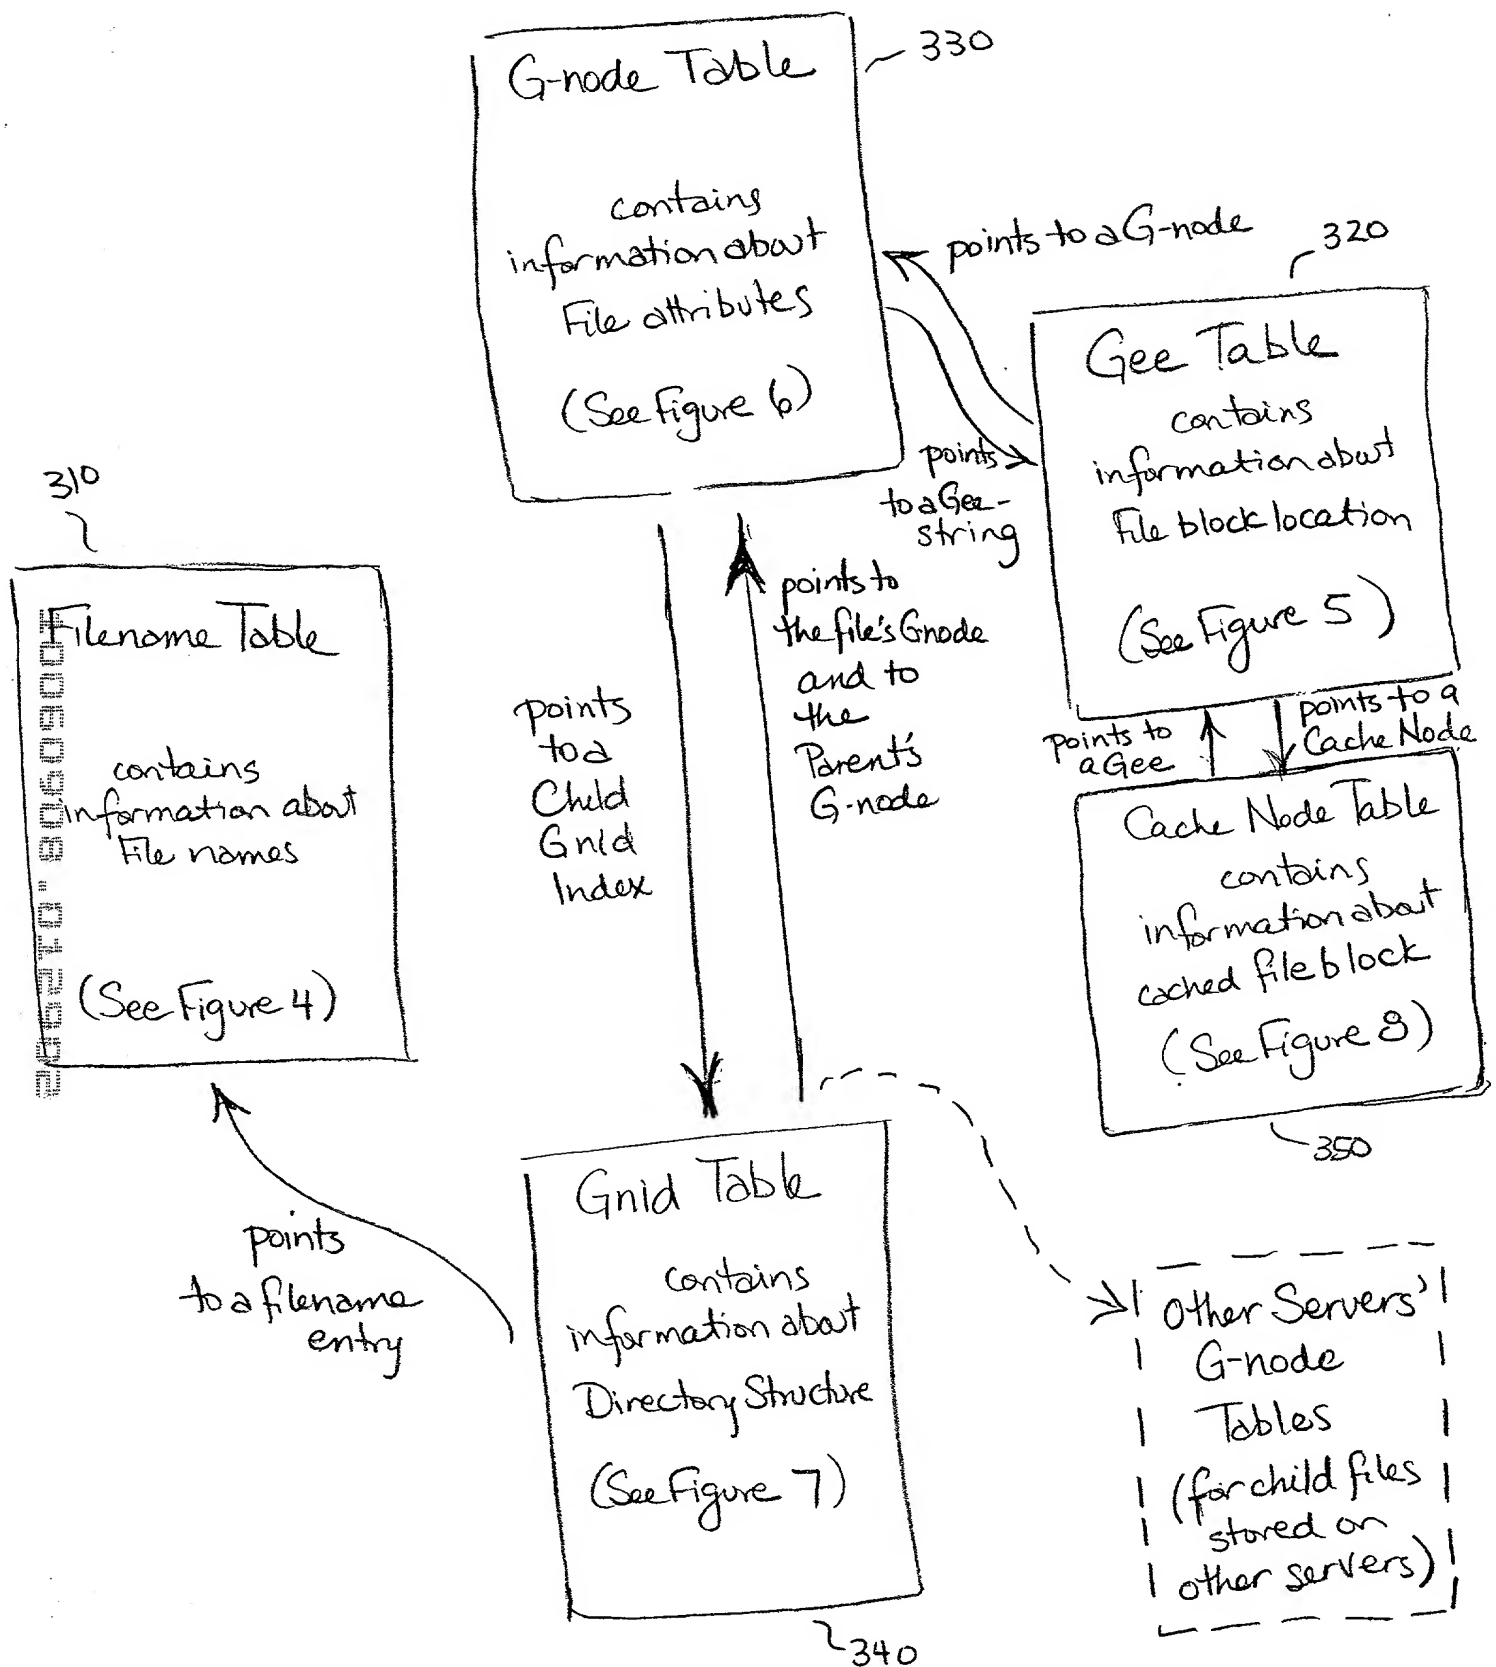 330
G-node Table
contains
information about
File attributes
(See Figure 6)
points to a G-node
320
Gee Table
contains
information about
File block location
(See Figure 5)
points
to a Gee-
string
310
Filename Table
contains
information about
File names
(See Figure 4)
10060908.012902
points
to a
Child
Gnid
Index
points to
the file's Gnode
and to
the
Parent's
G-node
points to
a Gee
points to a
Cache Node
Cache Node Table
contains
information about
cached file block
(See Figure 8)
350
points
to a filename
entry
Gnid Table
contains
information about
Directory Structure
(See Figure 7)
340
Other Servers'
G-node
Tables
(for child files
stored on
other servers)